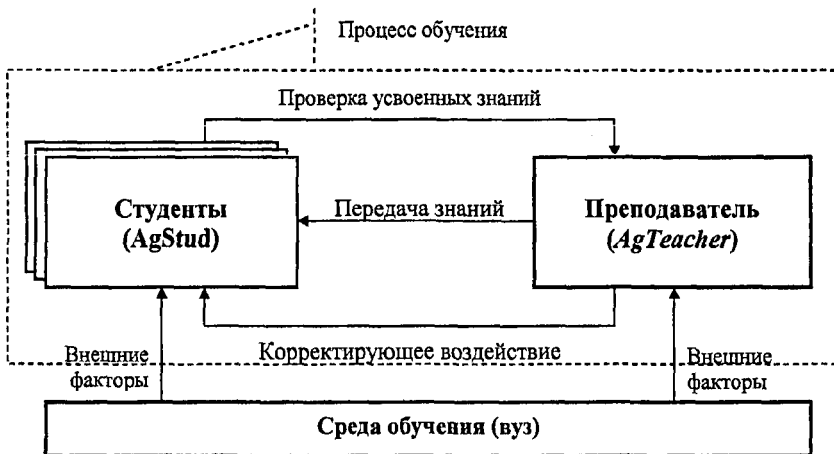 Процесс обучения
Проверка усвоенных знаний
Студенты
(AgStud)
Передача знаний
Преподаватель
(AgTeacher)
Внешние
факторы
Корректирующее воздействие
Внешние
факторы
Среда обучения (вуз)